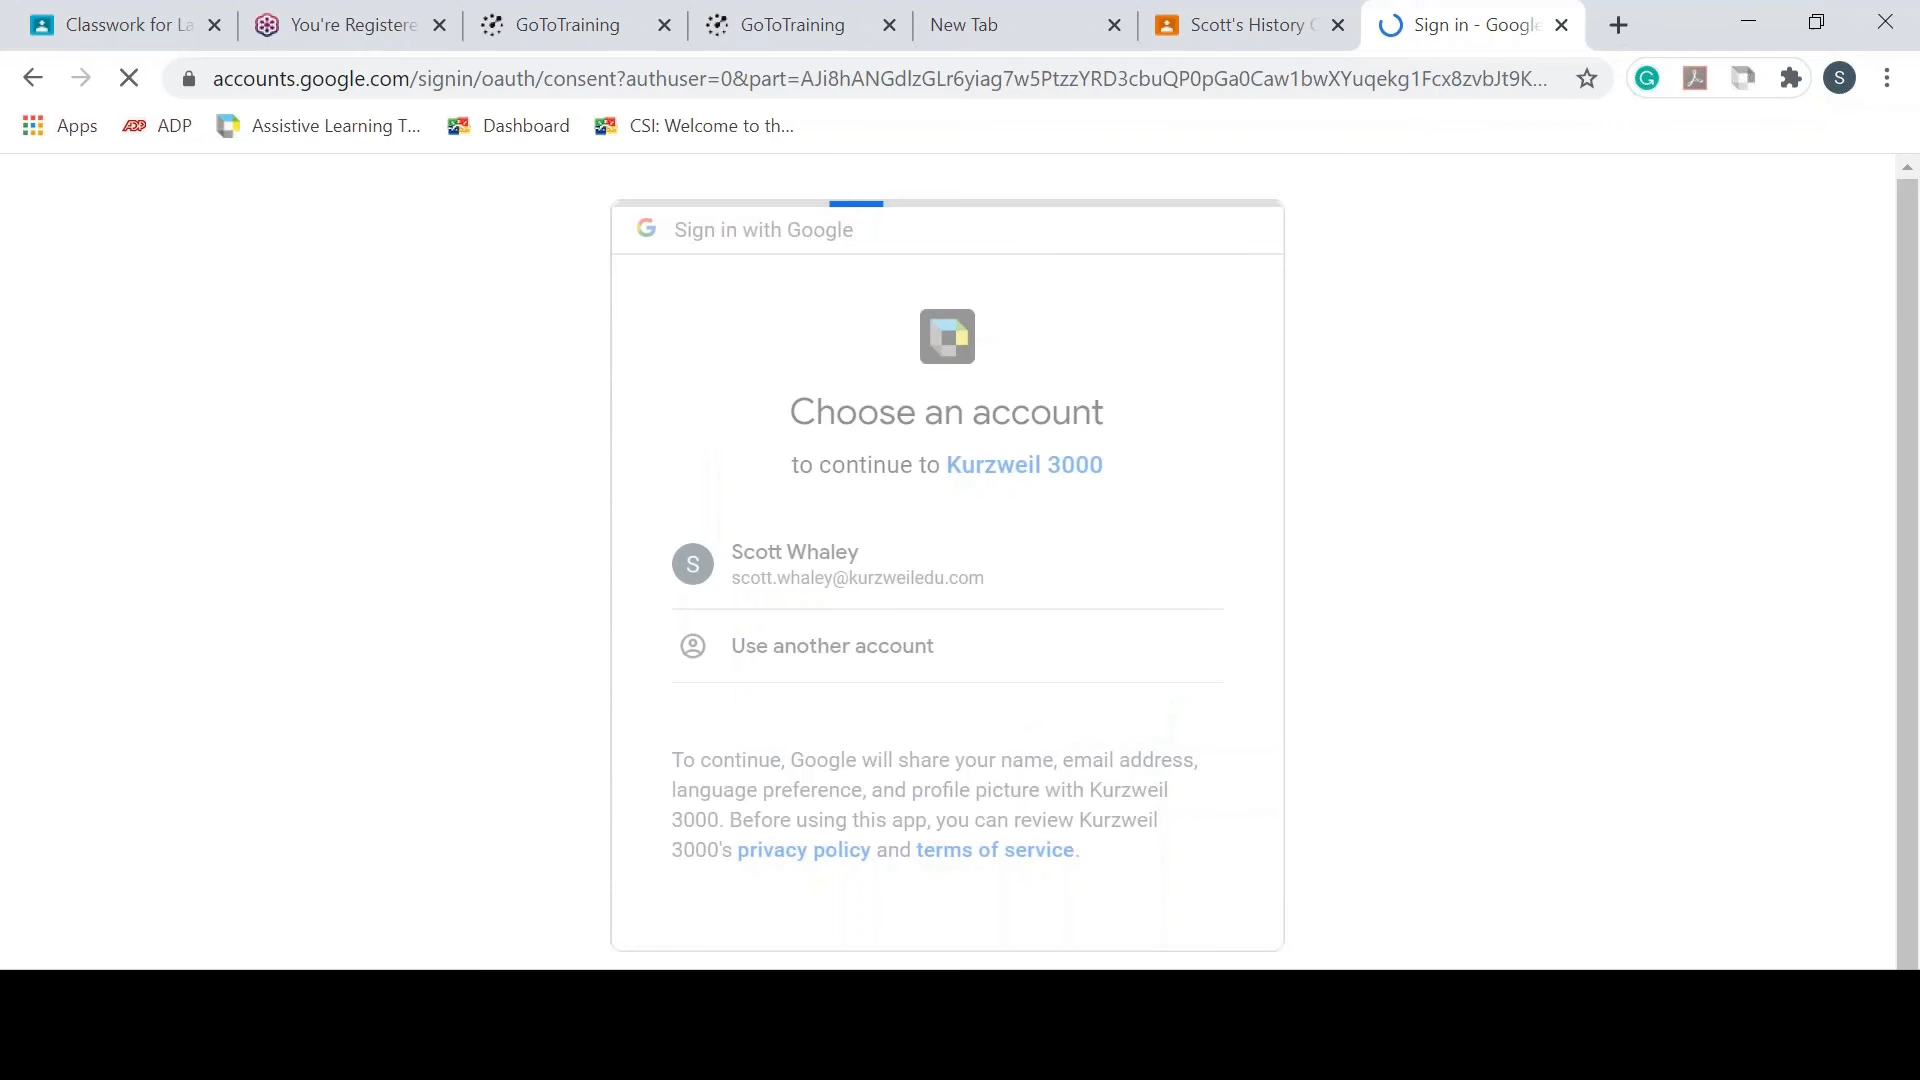 Classwork for La
You're Registere
GoToTraining
GoToTraining
New Tab
Scott's History C
Sign in - Google
accounts.google.com/signin/oauth/consent?authuser=0&part=AJi8hANGdIzGLr6yiag7w5PtzzYRD3cbuQP0pGa0Caw1bwXYuqekg1Fcx8zvbJt9K...
S
Apps
ADP
Assistive Learning T...
Dashboard
CSI: Welcome to th...
Sign in with Google
Choose an account
to continue to Kurzweil 3000
S
Scott Whaley
scott.whaley@kurzweiledu.com
Use another account
To continue, Google will share your name, email address,
language preference, and profile picture with Kurzweil
3000. Before using this app, you can review Kurzweil
3000's privacy policy and terms of service.